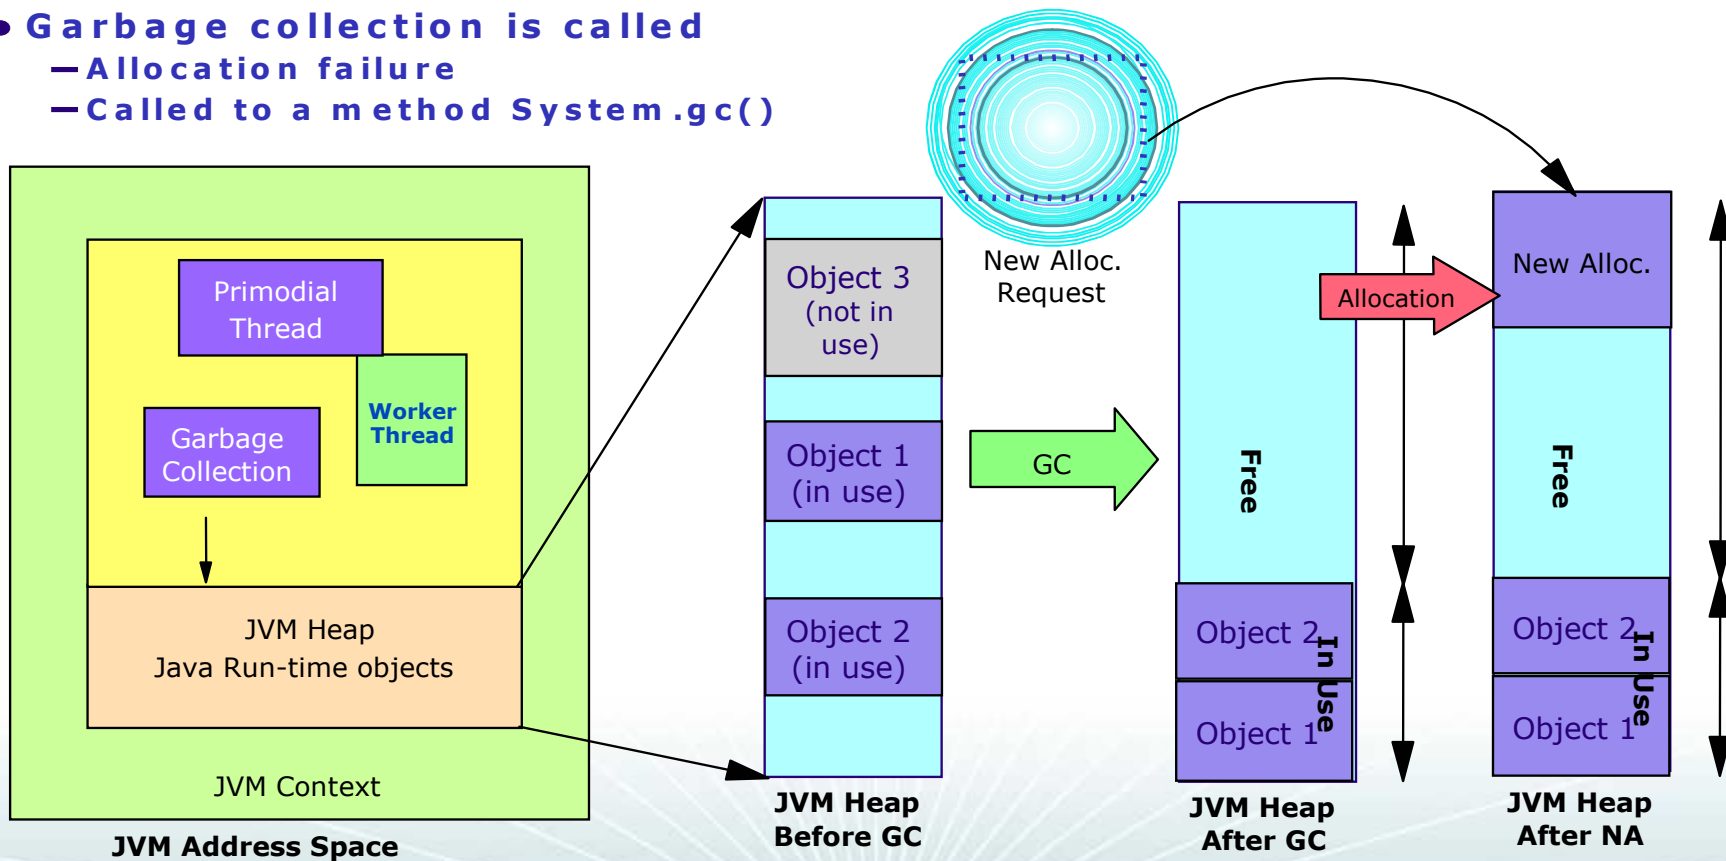 Garbage collection is called
Allocation failure
Called to a method System.gc()
Primodial
Thread
Worker
Thread
Garbage
Collection
JVM Heap
Java Run-time objects
JVM Context
JVM Address Space
Object 3
(not in
use)
Object 1
(in use)
Object 2
(in use)
JVM Heap
Before GC
New Alloc.
Request
GC
Free
Object 2
In Use
Object 1
JVM Heap
After GC
Allocation
New Alloc.
Free
Object 2
In Use
Object 1
JVM Heap
After NA